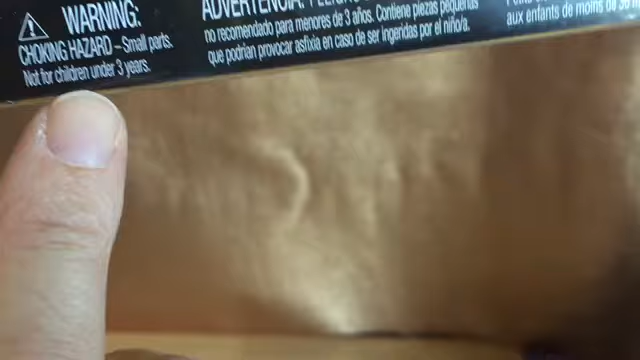 WARNING:
CHOKING HAZARD – Small parts.
Not for children under 3 years.
ADVERTENCIA:
no recomendado para menores de 3 años. Contiene piezas pequeñas
que podrían provocar asfixia en caso de ser ingeridas por el niño/a.
aux enfants de moins de